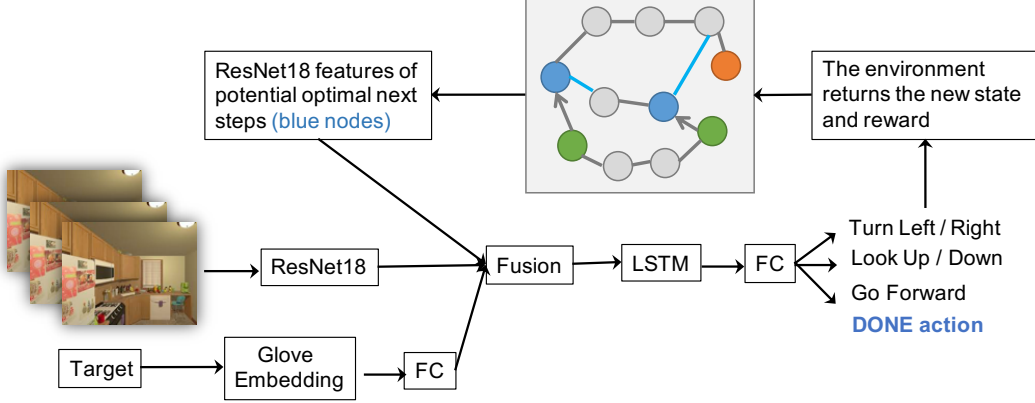 ResNet18 features of
potential optimal next
steps (blue nodes)
The environment
returns the new state
and reward
ResNet18
Fusion
LSTM
FC
Turn Left / Right
Look Up / Down
Go Forward
DONE action
Target
Glove
Embedding
FC